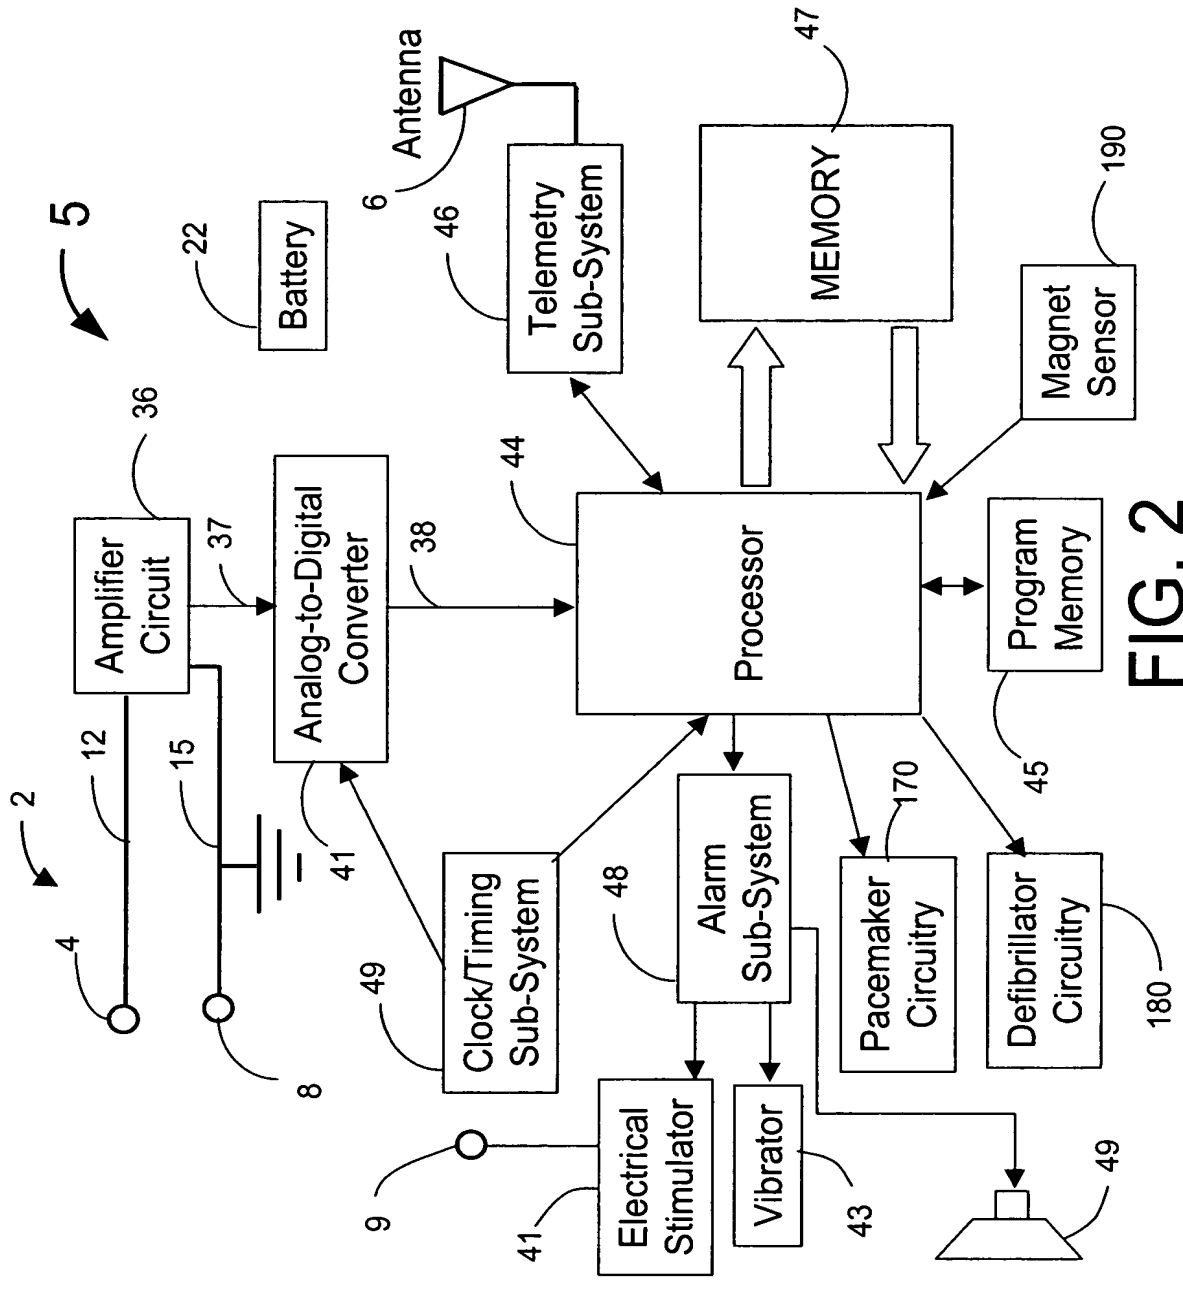 2
4
5
12
Amplifier
Circuit
36
15
22
37
Battery
8
Analog-to-Digital
Converter
41
9
49
6
Antenna
38
46
Clock/Timing
Sub-System
44
41
Telemetry
Sub-System
48
Electrical
Stimulator
Alarm
Sub-System
Processor
Vibrator
47
MEMORY
43
Pacemaker
Circuitry
170
Defibrillator
Circuitry
Program
Memory
45
Magnet
Sensor
190
49
180
FIG. 2